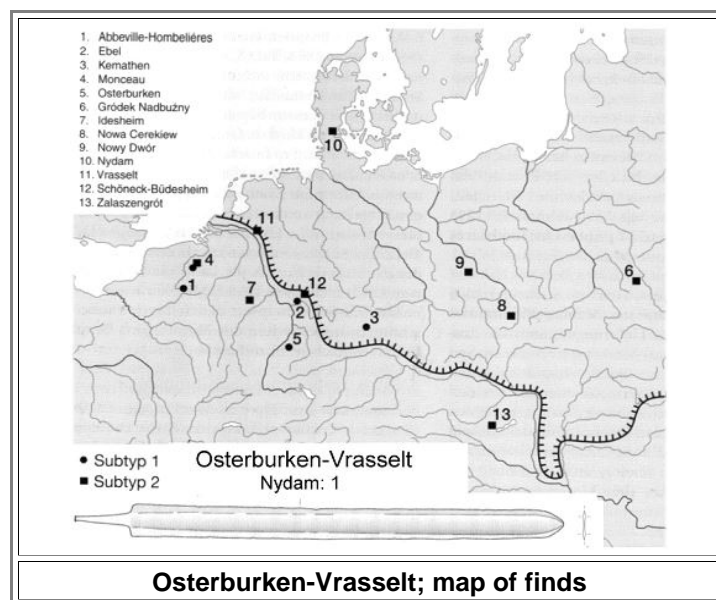 1. Abbeville-Hombeliéres
2. Ebel
3. Kemathen
4. Monceau
5. Osterburken
6. Gródek Nadbużny
7. Idesheim
8. Nowa Cerekiew
9. Nowy Dwór
10. Nydam
11. Vrasselt
12. Schöneck-Büdesheim
13. Zalaszengrót
10
11
4
1
7
12
2
3
5
9
8
6
13
Subtyp 1
Subtyp 2
Osterburken-Vrasselt
Nydam: 1
Osterburken-Vrasselt; map of finds